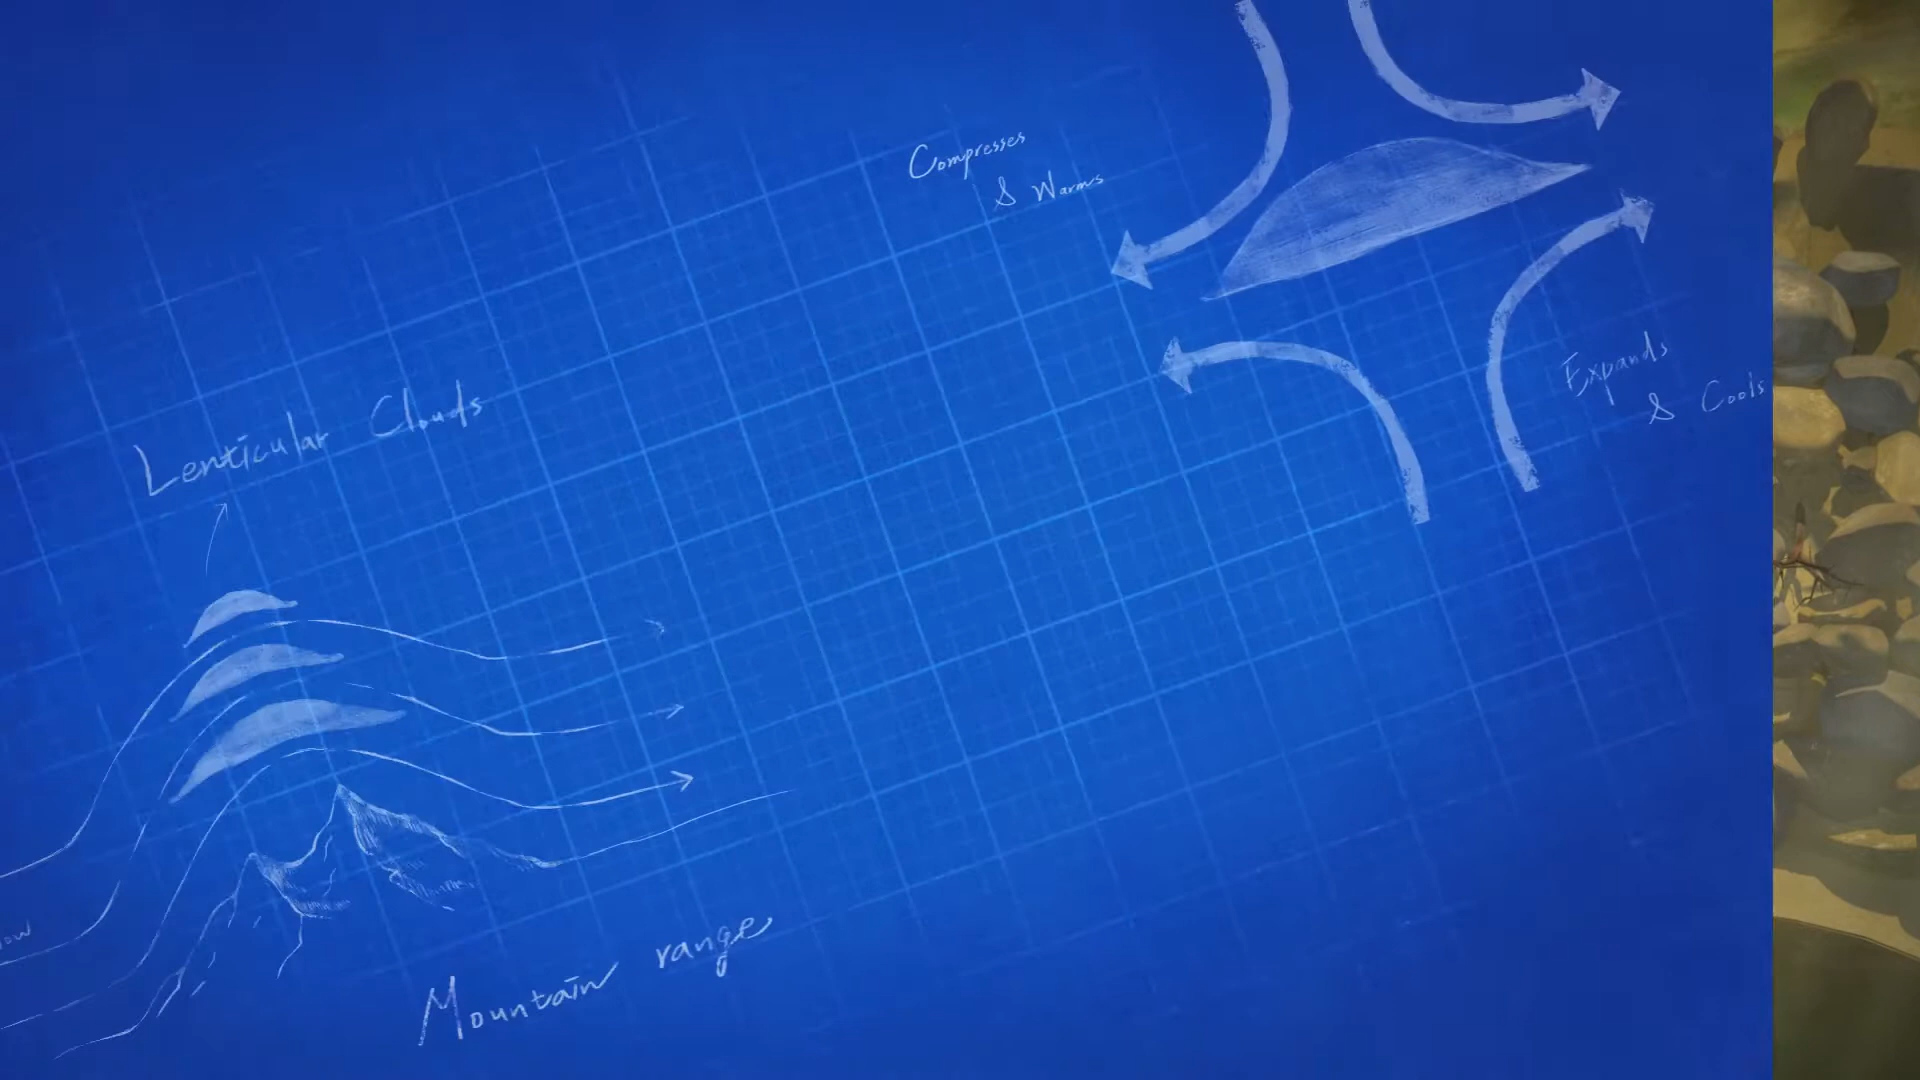 Compresses
& Warms
Expands
& Cools
Lenticular Clouds
Mountain range